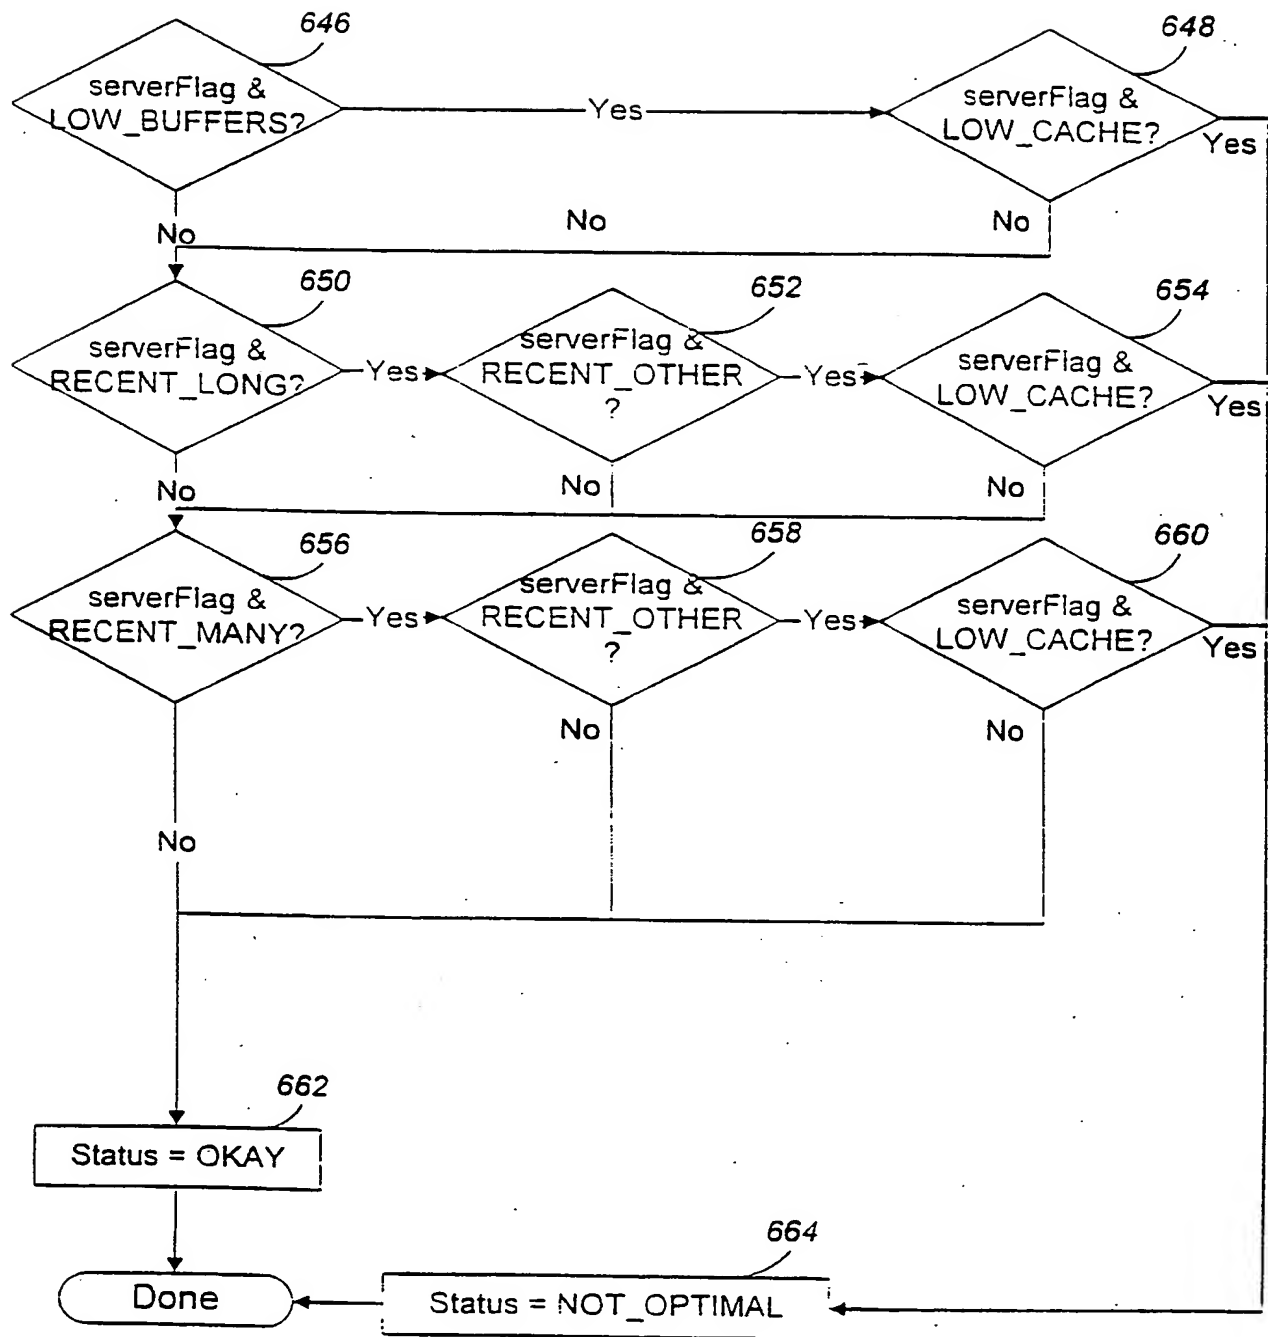 646
serverFlag &
LOW_BUFFERS?
Yes
648
serverFlag &
LOW_CACHE?
Yes
No
No
No
650
serverFlag &
RECENT_LONG?
Yes
652
serverFlag &
RECENT_OTHER
?
Yes
654
serverFlag &
LOW_CACHE?
Yes
No
No
No
656
serverFlag &
RECENT_MANY?
Yes
658
serverFlag &
RECENT_OTHER
?
Yes
660
serverFlag &
LOW_CACHE?
Yes
No
No
No
662
Status = OKAY
664
Done
Status = NOT_OPTIMAL